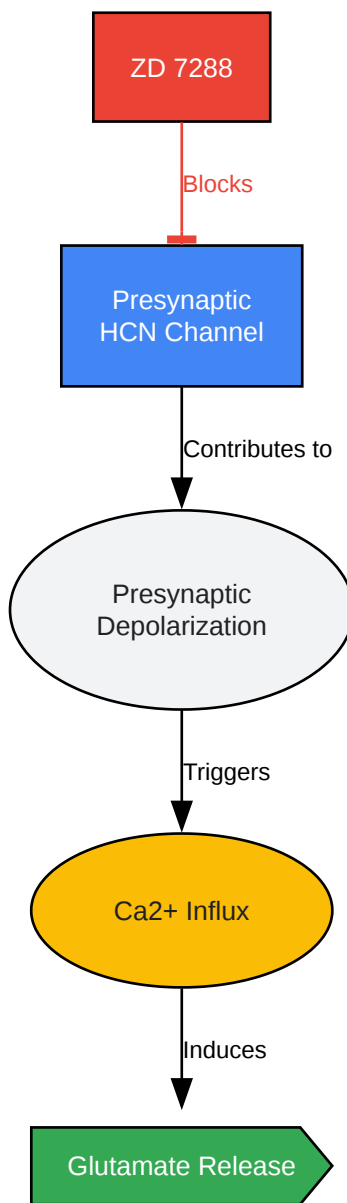 ZD 7288
Blocks
Presynaptic
HCN Channel
Contributes to
Presynaptic
Depolarization
Triggers
Ca2+ Influx
Induces
Glutamate Release